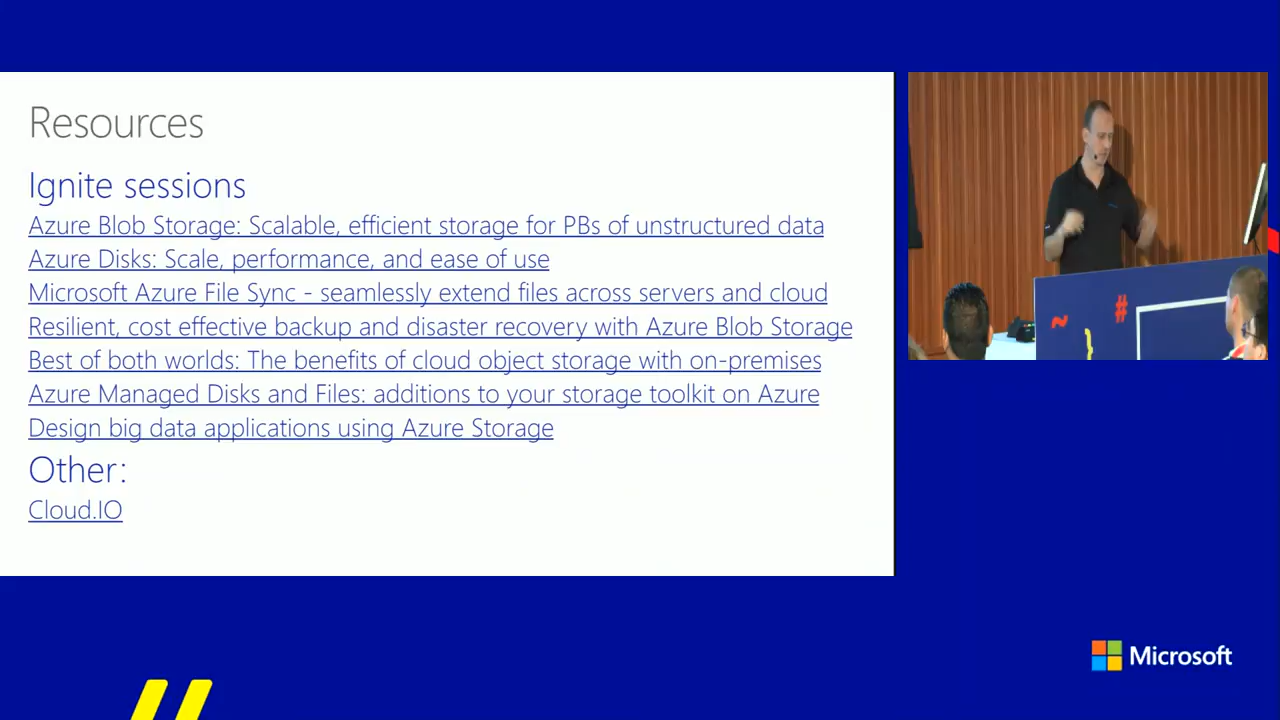 Resources
Ignite sessions
Azure Blob Storage: Scalable, efficient storage for PBs of unstructured data
Azure Disks: Scale, performance, and ease of use
Microsoft Azure File Sync - seamlessly extend files across servers and cloud
Resilient, cost effective backup and disaster recovery with Azure Blob Storage
Best of both worlds: The benefits of cloud object storage with on-premises
Azure Managed Disks and Files: additions to your storage toolkit on Azure
Design big data applications using Azure Storage
Other:
Cloud.IO
~ } #
Microsoft